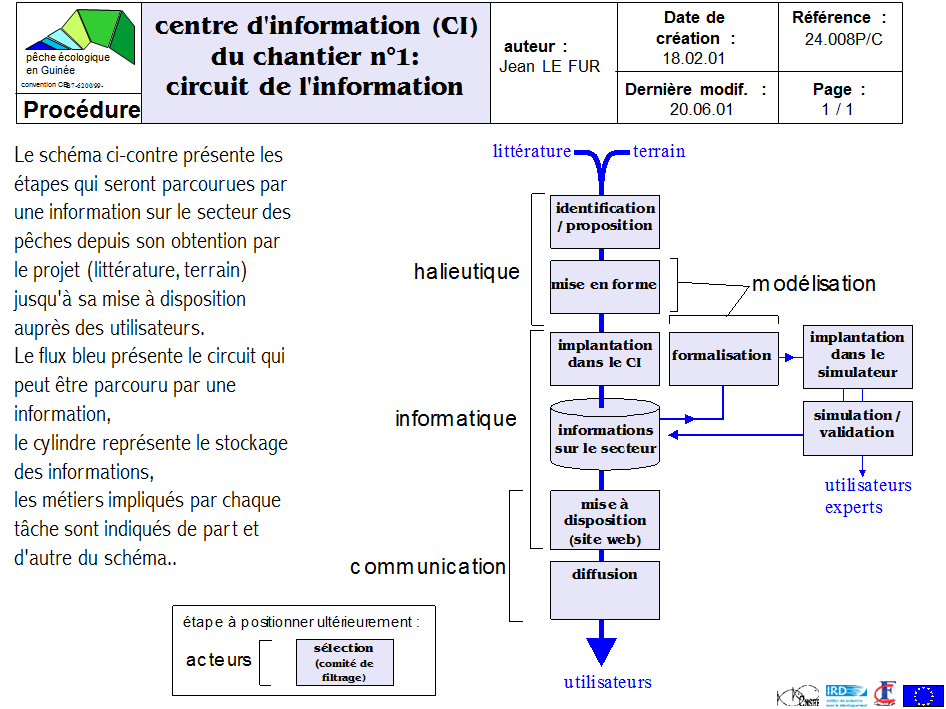 pêche écologique
en Guinée
Procédure
centre d'information (CI)
du chantier n°1:
circuit de l'information
auteur :
Jean LE FUR
Date de
création :
18.02.01
Dernière modif. :
20.06.01
Référence :
24.008P/C
Page :
1 / 1
Le schéma ci-contre présente les
étapes qui seront parcourues par
une information sur le secteur des
pêches depuis son obtention par
le projet (littérature, terrain)
jusqu'à sa mise à disposition
auprès des utilisateurs.
Le flux bleu présente le circuit qui
peut être parcouru par une
information,
le cylindre représente le stockage
des informations,
les métiers impliqués par chaque
tâche sont indiqués de part et
d'autre du schéma..
littérature
terrain
identification
/ proposition
halieutique
mise en forme
modélisation
implantation
dans le CI
formalisation
implantation
dans le
simulateur
informatique
informations
sur le secteur
simulation /
validation
utilisateurs
experts
mise à
disposition
(site web)
communication
diffusion
utilisateurs
étape à positionner ultérieurement :
acteurs
sélection
(comité de
filtrage)
IRD